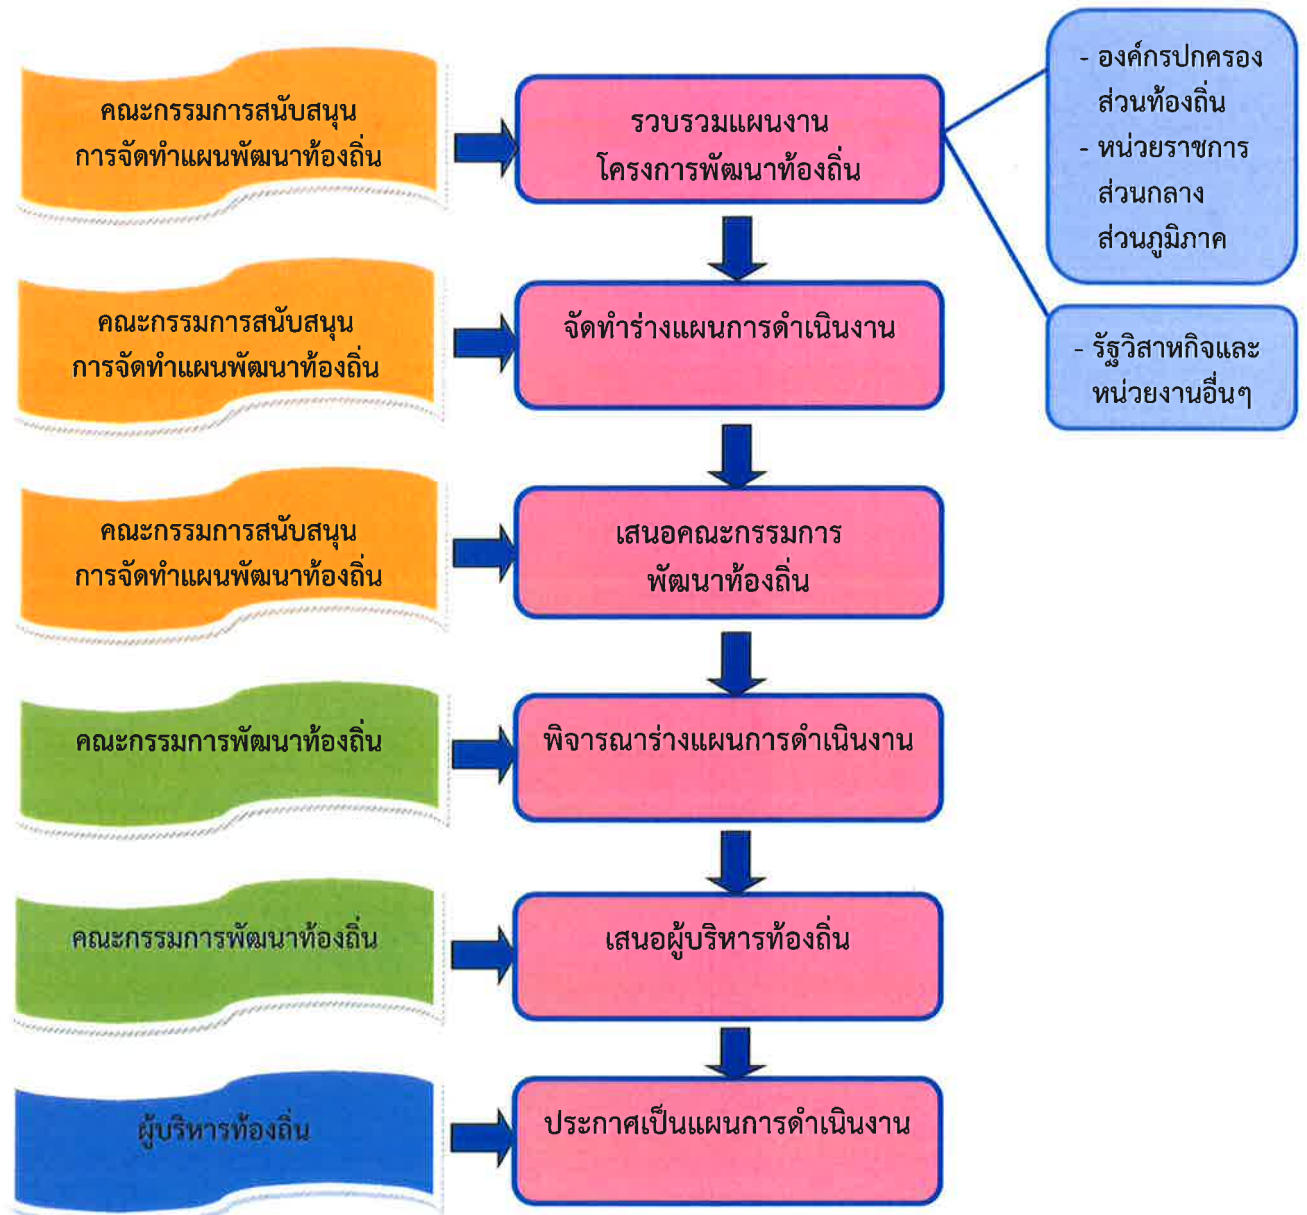 คณะกรรมการสนับสนุน
การจัดทำแผนพัฒนาท้องถิ่น
รวบรวมแผนงาน
โครงการพัฒนาท้องถิ่น
- องค์กรปกครอง
ส่วนท้องถิ่น
- หน่วยราชการ
ส่วนกลาง
ส่วนภูมิภาค
- รัฐวิสาหกิจและ
หน่วยงานอื่นๆ
คณะกรรมการสนับสนุน
การจัดทำแผนพัฒนาท้องถิ่น
จัดทำร่างแผนการดำเนินงาน
คณะกรรมการสนับสนุน
การจัดทำแผนพัฒนาท้องถิ่น
เสนอคณะกรรมการ
พัฒนาท้องถิ่น
คณะกรรมการพัฒนาท้องถิ่น
พิจารณาร่างแผนการดำเนินงาน
คณะกรรมการพัฒนาท้องถิ่น
เสนอผู้บริหารท้องถิ่น
ผู้บริหารท้องถิ่น
ประกาศเป็นแผนการดำเนินงาน